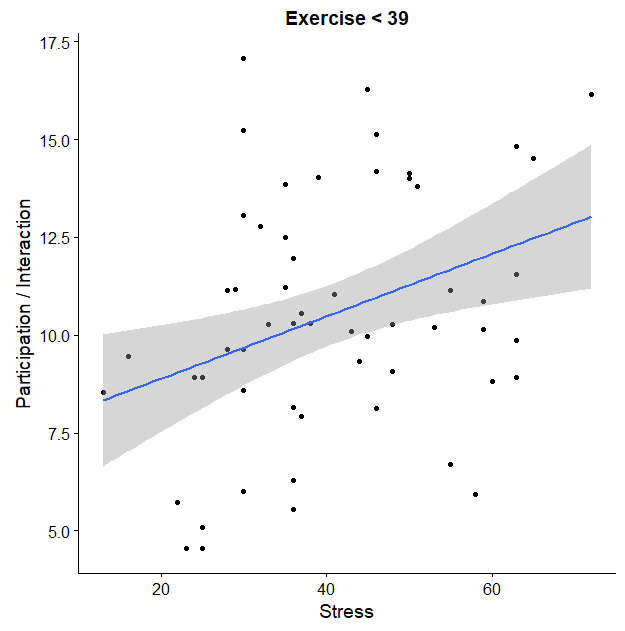 Exercise < 39
17.5
15.0
12.5
10.0
7.5
5.0
Participation / Interaction
20 40 60
Stress